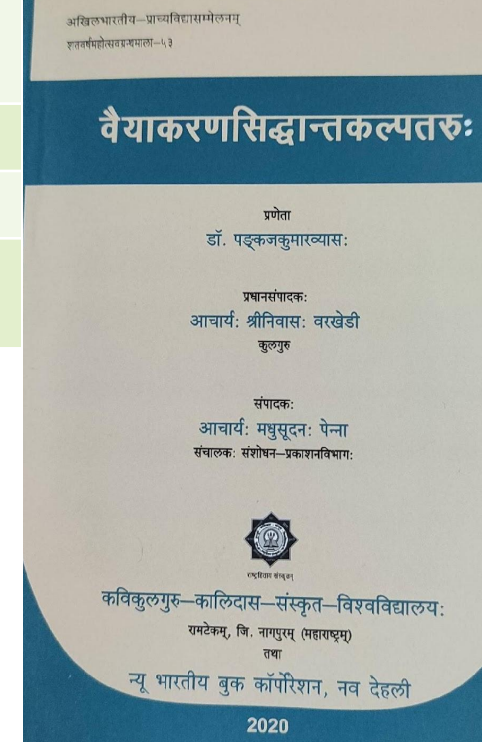 अखिलभारतीय—प्राच्यविद्यासम्मेलनम्
शतवर्षमहोत्सवग्रन्थमाला—५३
वैयाकरणसिद्धान्तकल्पतरुः
प्रणेता
डॉ. पङ्कजकुमारव्यासः
प्रधानसंपादकः
आचार्यः श्रीनिवासः वरखेडी
कुलगुरु
संपादकः
आचार्यः मधुसूदनः पेन्ना
संचालकः संशोधन—प्रकाशनविभागः
राष्ट्रहिताय संस्कृतम्
कविकुलगुरु—कालिदास—संस्कृत—विश्वविद्यालयः
रामटेकम्, जि. नागपुरम् (महाराष्ट्रम्)
तथा
न्यू भारतीय बुक कॉर्पोरेशन, नव देहली
2020